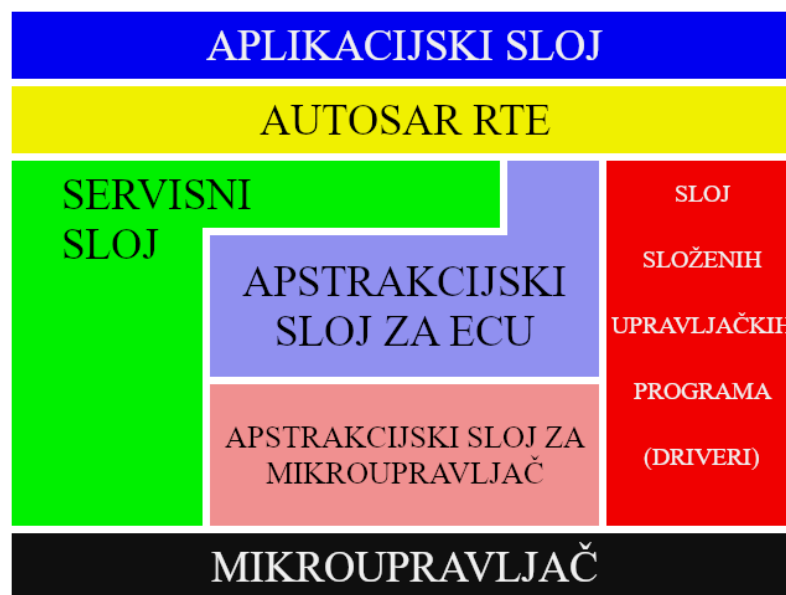 APLIKACIJSKI SLOJ
AUTOSAR RTE
SERVISNI
SLOJ
APSTRAKCIJSKI
SLOJ ZA ECU
APSTRAKCIJSKI SLOJ ZA
MIKROUPRAVLJAČ
SLOJ
SLOŽENIH
UPRAVLJAČKIH
PROGRAMA
(DRIVERI)
MIKROUPRAVLJAČ